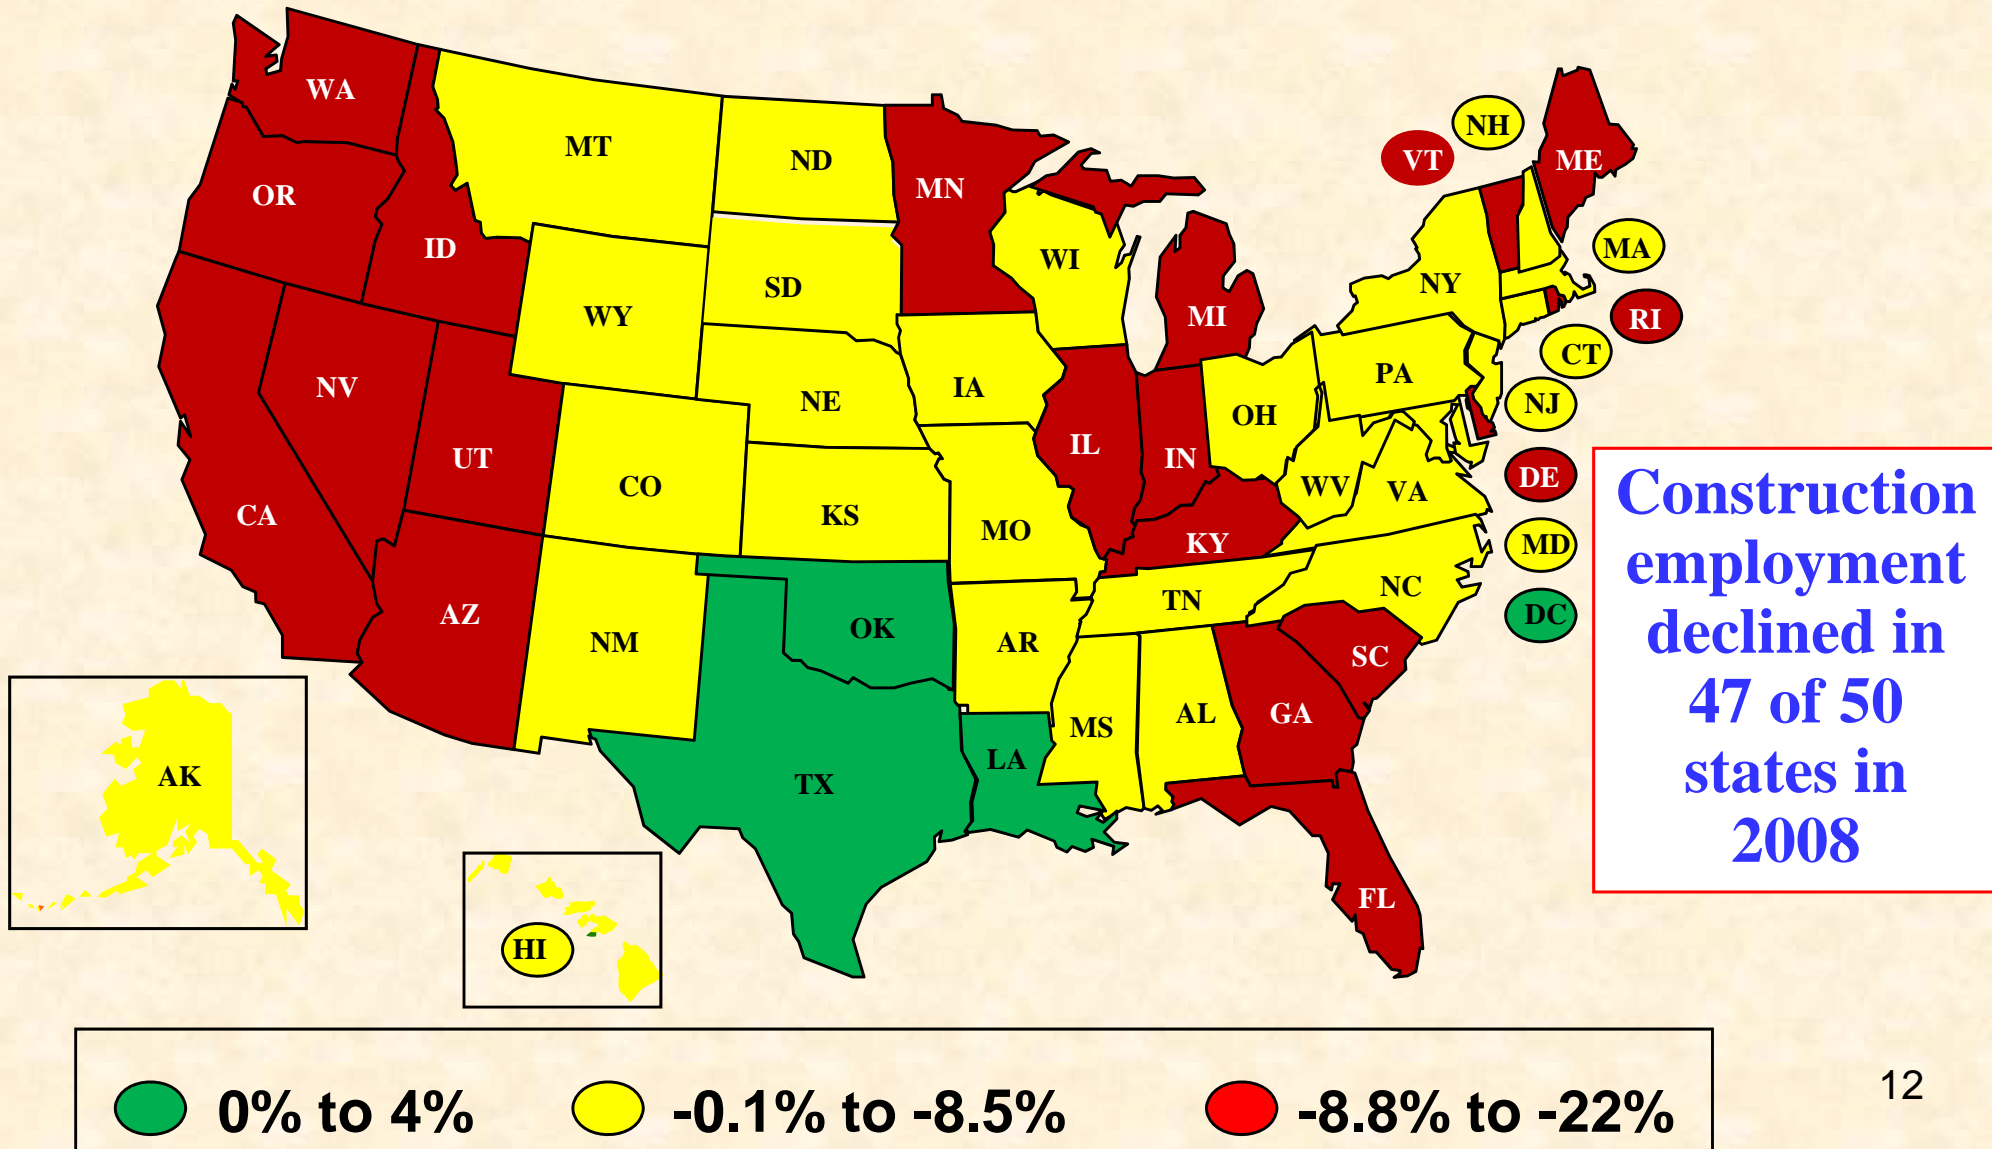 WA
MT
ND
MN
OR
ID
SD
WI
WY
NH
VT
ME
MA
NY
RI
CT
MI
PA
NJ
NV
NE
IA
OH
UT
CO
IL
IN
DE
CA
KS
MO
WV
VA
KY
MD
AZ
NM
OK
AR
TN
NC
DC
SC
MS
AL
GA
TX
LA
FL
AK
HI
Construction
employment
declined in
47 of 50
states in
2008
0% to 4%
-0.1% to -8.5%
-8.8% to -22%
12